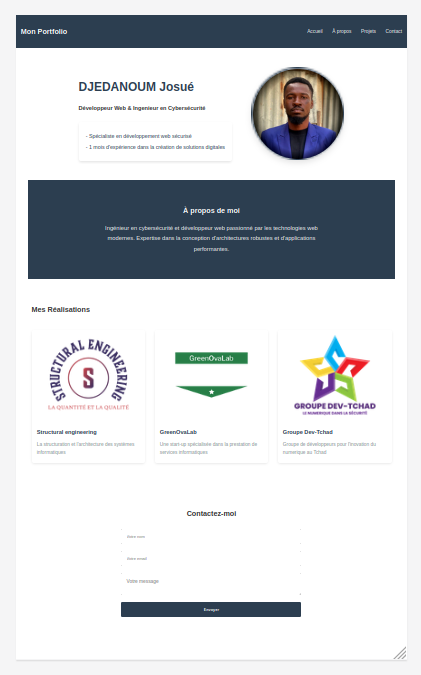 Mon Portfolio
Accueil À propos Projets Contact
DJEDANOUM Josué
Développeur Web & Ingenieur en Cybersécurité
- Spécialiste en développement web sécurisé
- 1 mois d'expérience dans la création de solutions digitales
À propos de moi
Ingénieur en cybersécurité et développeur web passionné par les technologies web
modernes. Expertise dans la conception d'architectures robustes et d'applications
performantes.
Mes Réalisations
STRUCTURAL ENGINEERING
S
LA QUANTITÉ ET LA QUALITÉ
Structural engineering
La structuration et l'architecture des systèmes
informatiques
GreenOvaLab
GreenOvaLab
Une start-up spécialisée dans la prestation de
services informatiques
GROUPE DEV-TCHAD
LE NUMERIQUE DANS LA SÉCURITÉ
Groupe Dev-Tchad
Groupe de développeurs pour l'inovation du
numerique au Tchad
Contactez-moi
Votre nom
Votre email
Votre message
Envoyer